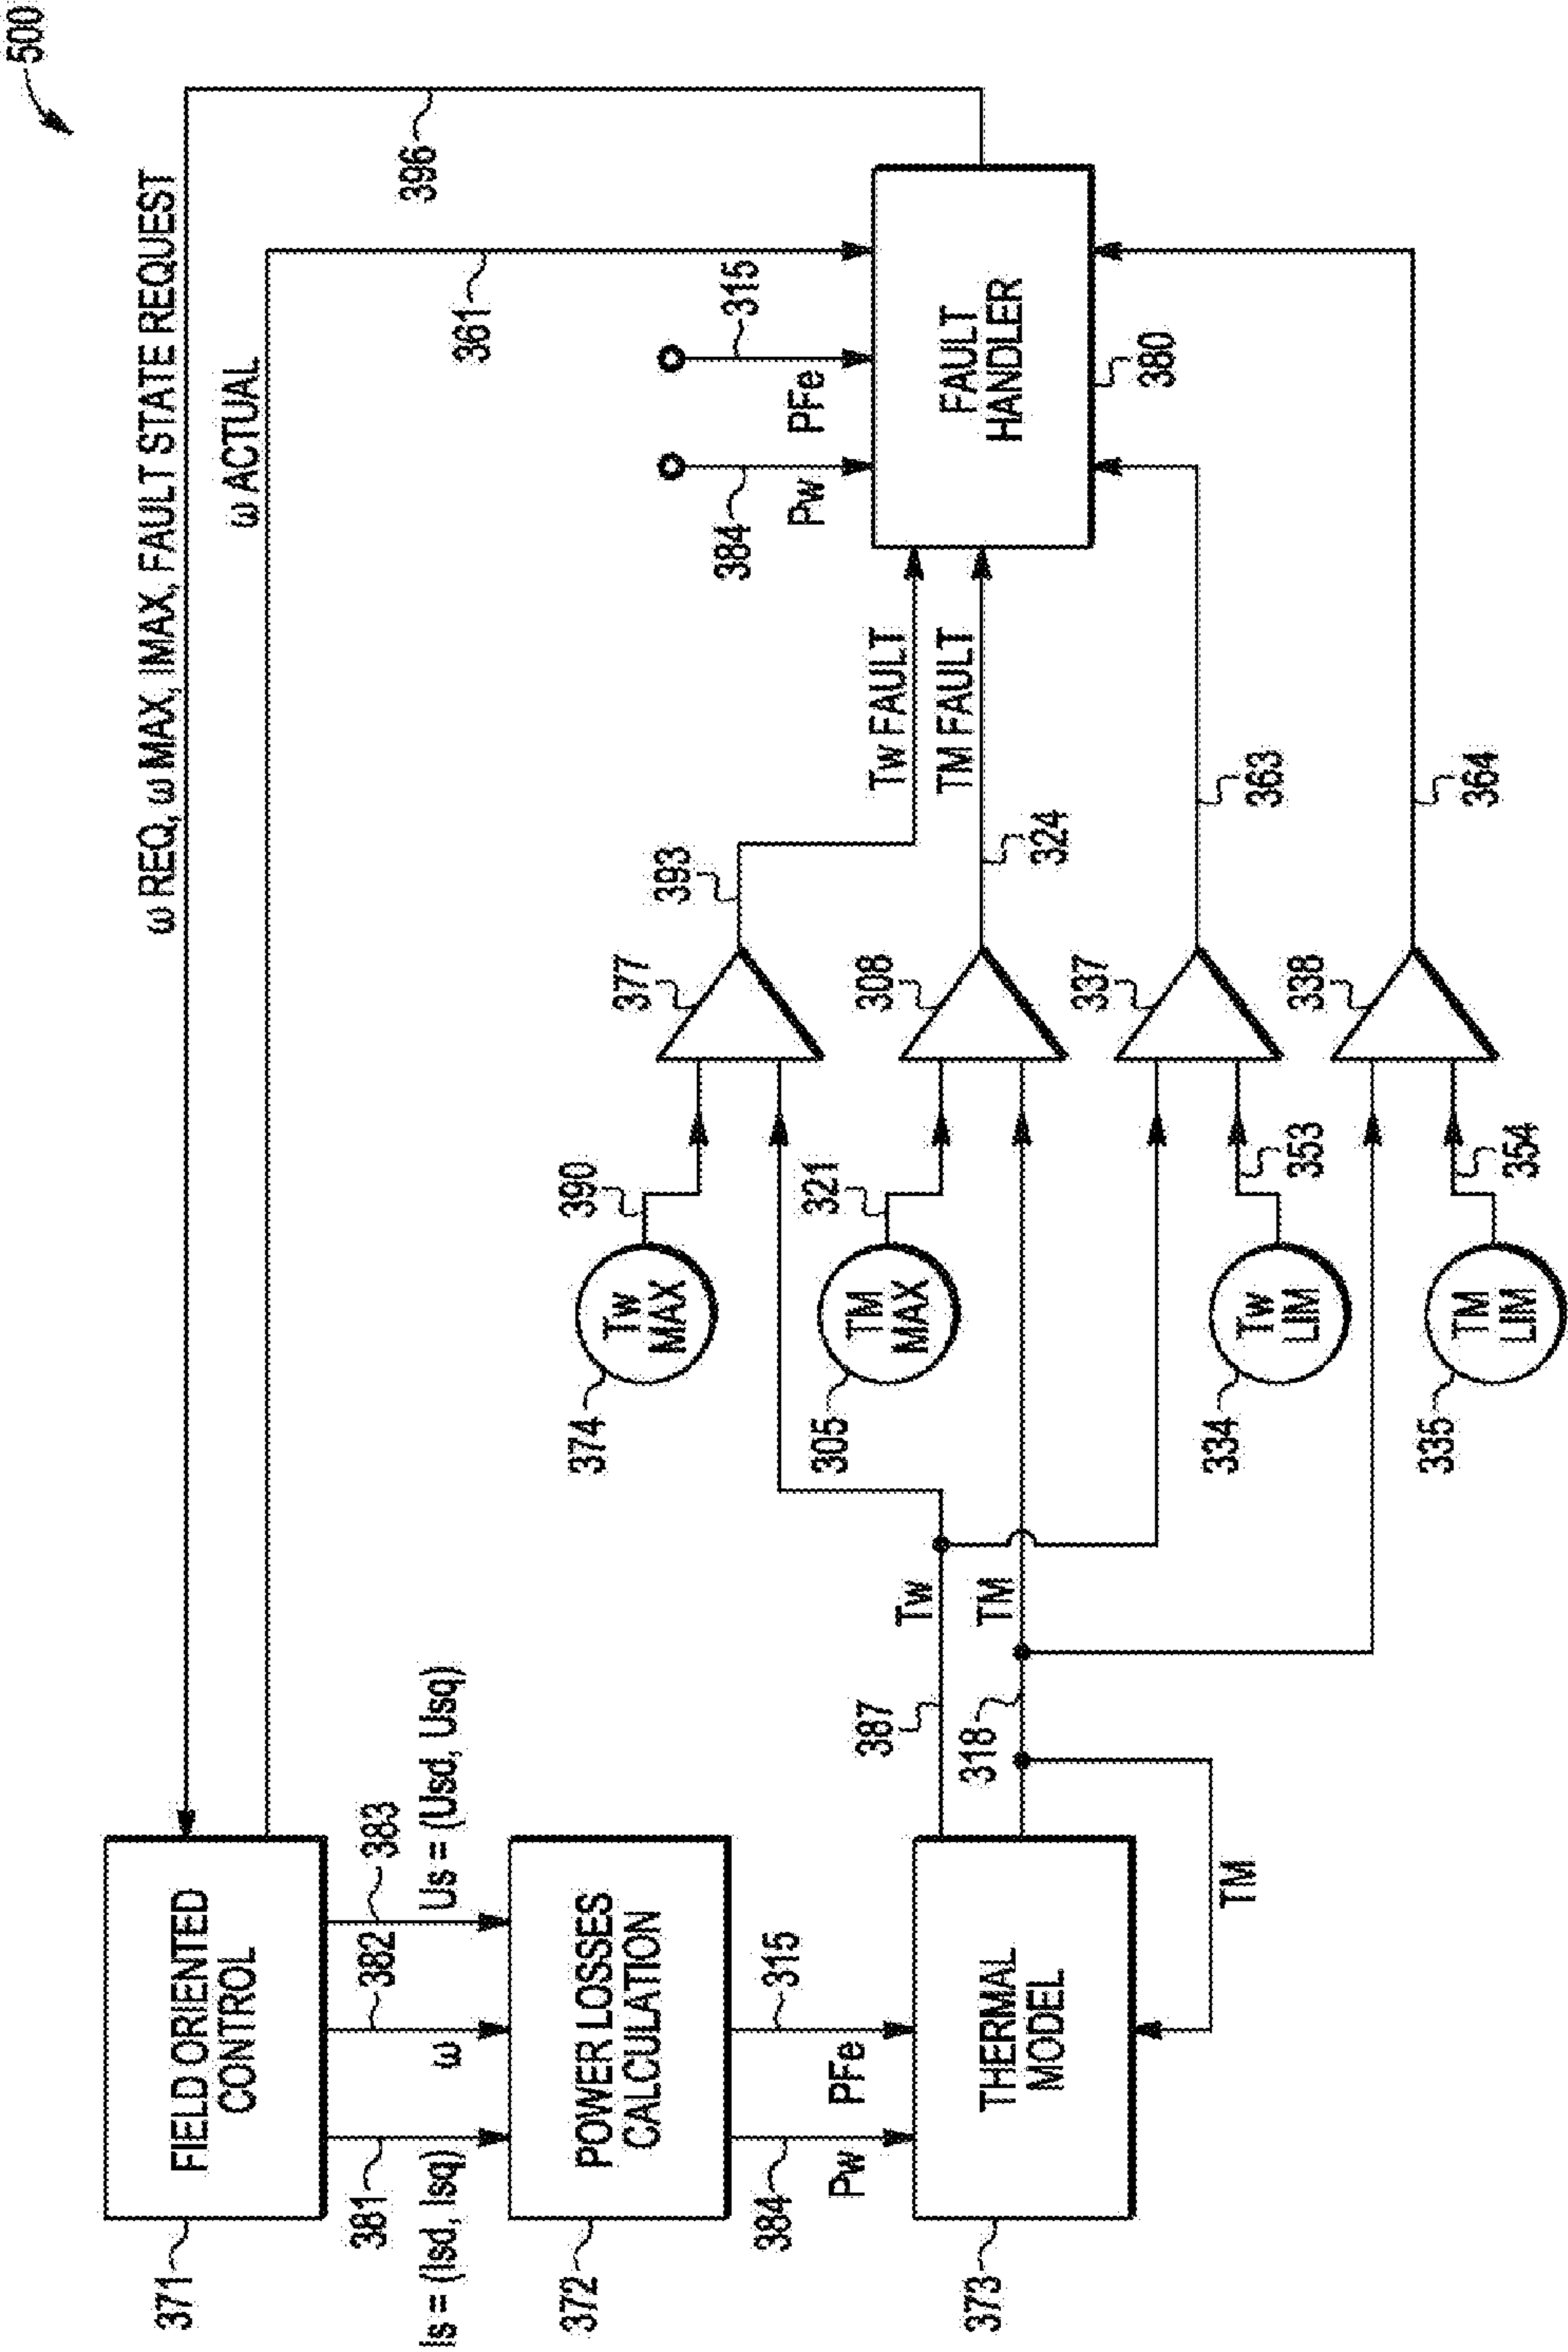 500
ω REQ, ω MAX, IMAX, FAULT STATE REQUEST
396
ω ACTUAL
361
371
FIELD ORIENTED
CONTROL
381
382
383
Is = (Isd, Isq)
ω
Us = (Usd, Usq)
372
POWER LOSSES
CALCULATION
384
315
Pw
PFe
373
THERMAL
MODEL
TM
387
Tw
318
TM
374
Tw
MAX
390
305
TM
MAX
321
334
Tw
LIM
353
335
TM
LIM
354
377
393
308
324
337
363
338
364
Tw FAULT
TM FAULT
384
Pw
315
PFe
FAULT
HANDLER
380